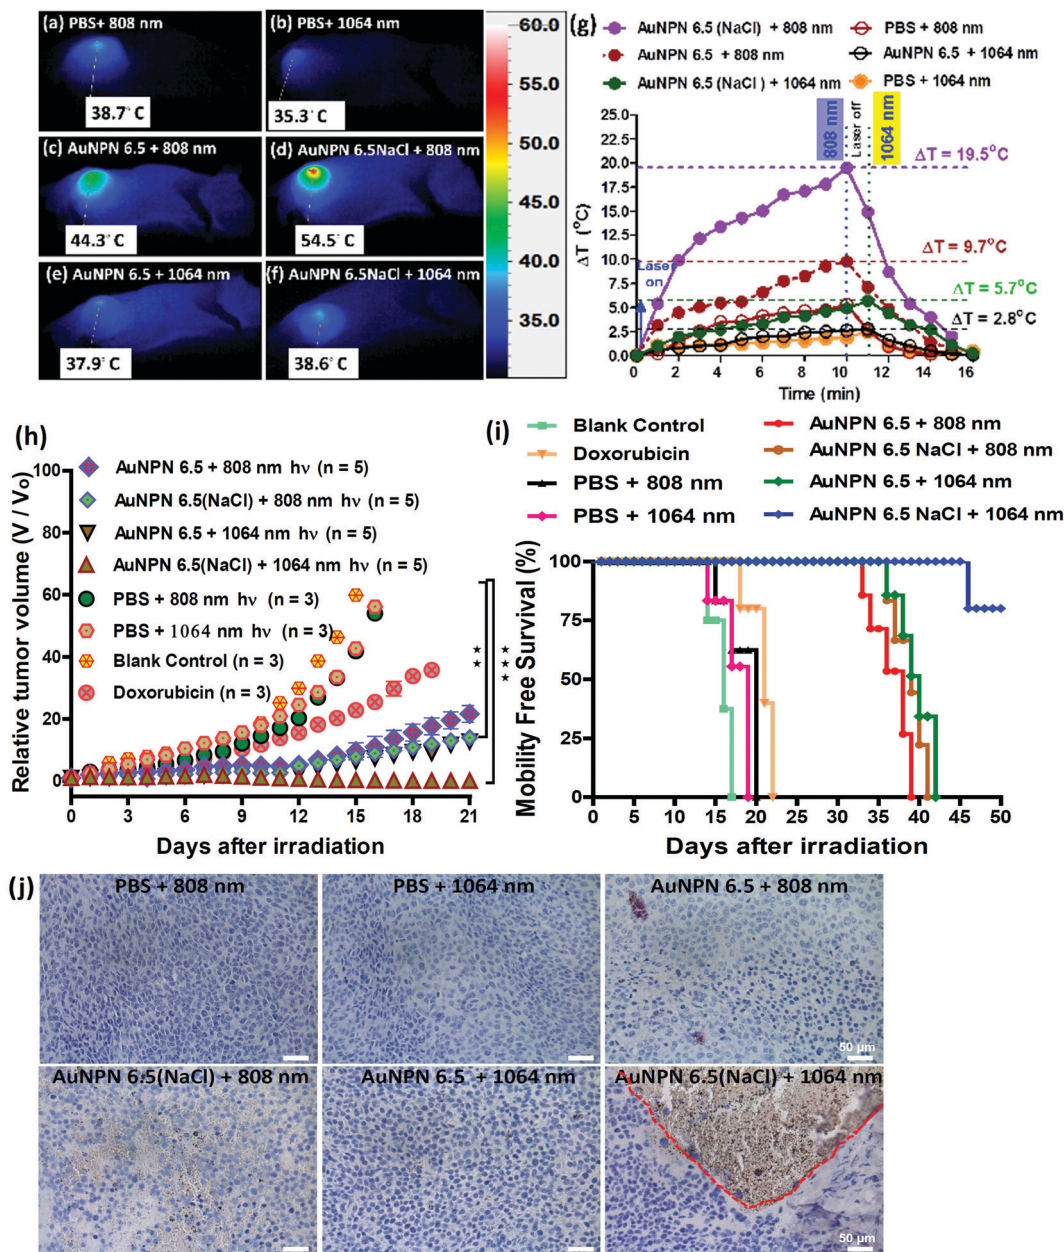 (a) PBS+ 808 nm
38.7° C
(b) PBS+ 1064 nm
35.3° C
(c) AuNPN 6.5 + 808 nm
44.3° C
(d) AuNPN 6.5NaCl + 808 nm
54.5° C
(e) AuNPN 6.5 + 1064 nm
37.9° C
(f) AuNPN 6.5NaCl + 1064 nm
38.6° C
60.0
55.0
50.0
45.0
40.0
35.0
(g)
AuNPN 6.5 (NaCl) + 808 nm
PBS + 808 nm
AuNPN 6.5 + 808 nm
AuNPN 6.5 + 1064 nm
AuNPN 6.5 (NaCl ) + 1064 nm
PBS + 1064 nm
808 nm
Laser off
1064 nm
25.0
22.5
20.0
17.5
15.0
12.5
10.0
7.5
5.0
2.5
0.0
ΔT (°C)
Laser
on
ΔT = 19.5°C
ΔT = 9.7°C
ΔT = 5.7°C
ΔT = 2.8°C
0 2 4 6 8 10 12 14 16
Time (min)
(h)
AuNPN 6.5 + 808 nm hν (n = 5)
AuNPN 6.5(NaCl) + 808 nm hν (n = 5)
AuNPN 6.5 + 1064 nm hν (n = 5)
AuNPN 6.5(NaCl) + 1064 nm hν (n = 5)
PBS + 808 nm hν (n = 3)
PBS + 1064 nm hν (n = 3)
Blank Control (n = 3)
Doxorubicin (n = 3)
100
80
60
40
20
0
Relative tumor volume (V / Vo)
★★
★★★
0 3 6 9 12 15 18 21
Days after irradiation
(i)
Blank Control
Doxorubicin
PBS + 808 nm
PBS + 1064 nm
AuNPN 6.5 + 808 nm
AuNPN 6.5 NaCl + 808 nm
AuNPN 6.5 + 1064 nm
AuNPN 6.5 NaCl + 1064 nm
100
75
50
25
0
Mobility Free Survival (%)
0 5 10 15 20 25 30 35 40 45 50
Days after irradiation
(j)
PBS + 808 nm
PBS + 1064 nm
AuNPN 6.5 + 808 nm
50 µm
AuNPN 6.5(NaCl) + 808 nm
AuNPN 6.5 + 1064 nm
AuNPN 6.5(NaCl) + 1064 nm
50 µm